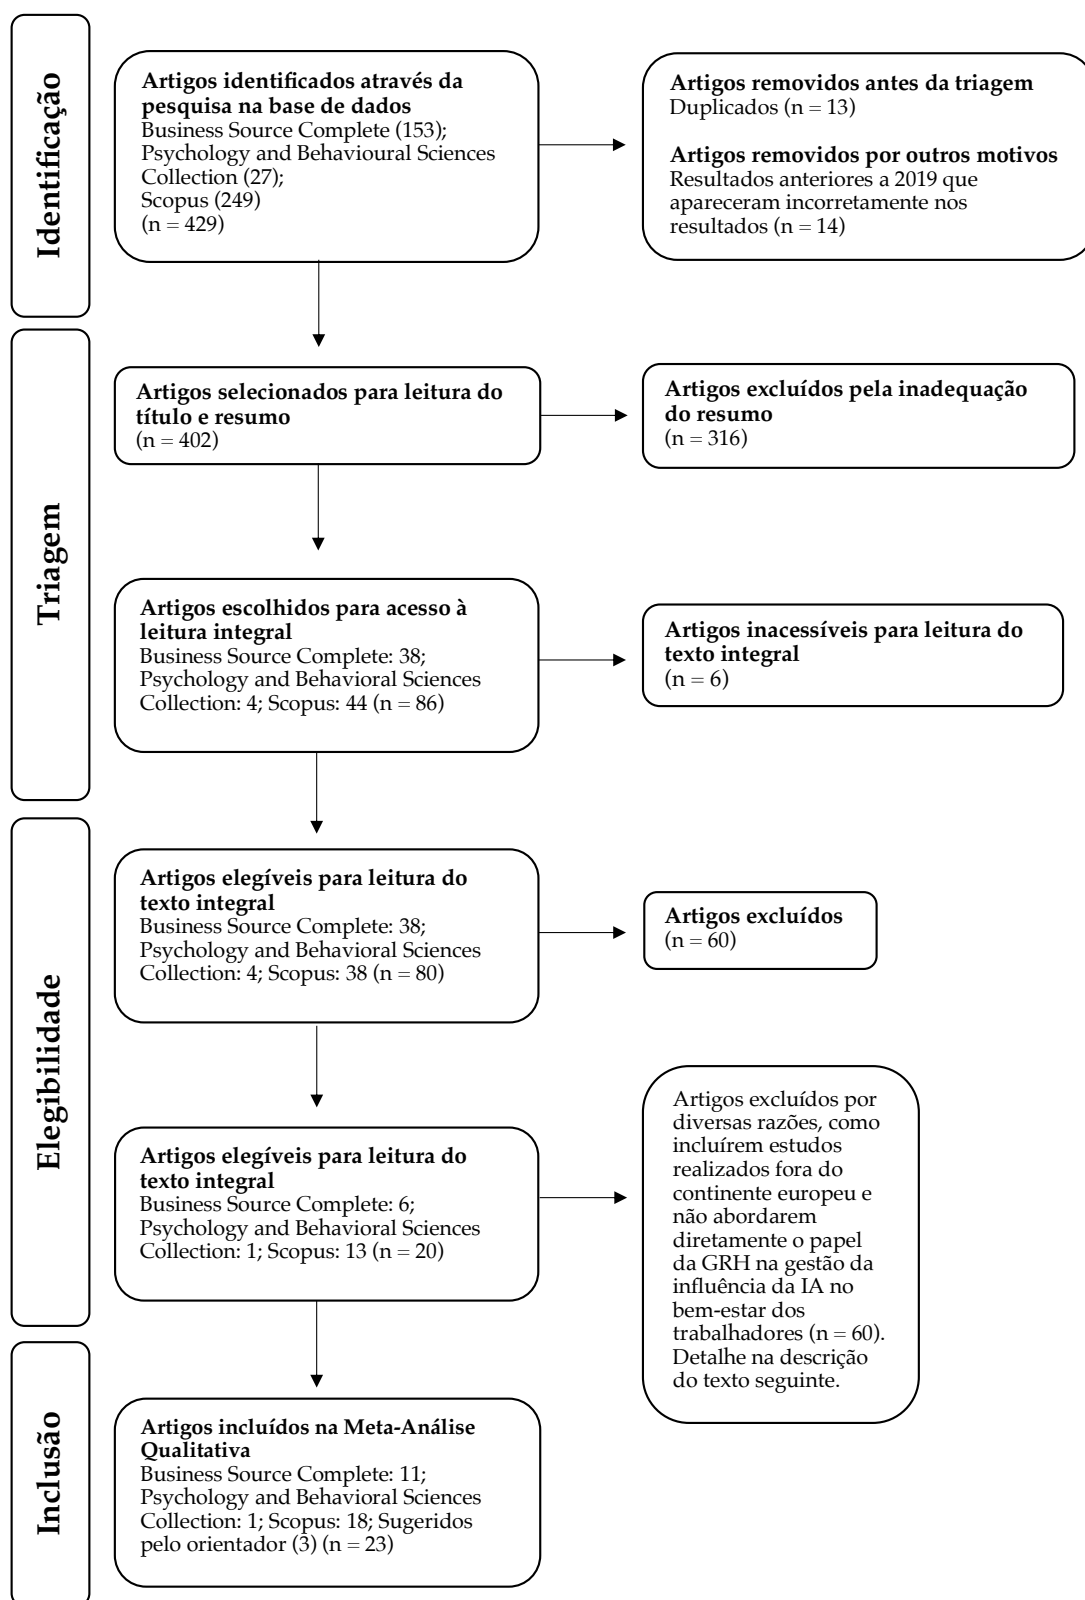 Identificação
Artigos identificados através da
pesquisa na base de dados
Business Source Complete (153);
Psychology and Behavioural Sciences
Collection (27);
Scopus (249)
(n = 429)
Artigos removidos antes da triagem
Duplicados (n = 13)
Artigos removidos por outros motivos
Resultados anteriores a 2019 que
apareceram incorretamente nos
resultados (n = 14)
Triagem
Artigos selecionados para leitura do
título e resumo
(n = 402)
Artigos excluídos pela inadequação
do resumo
(n = 316)
Artigos escolhidos para acesso à
leitura integral
Business Source Complete: 38;
Psychology and Behavioral Sciences
Collection: 4; Scopus: 44 (n = 86)
Artigos inacessíveis para leitura do
texto integral
(n = 6)
Elegibilidade
Artigos elegíveis para leitura do
texto integral
Business Source Complete: 38;
Psychology and Behavioral Sciences
Collection: 4; Scopus: 38 (n = 80)
Artigos excluídos
(n = 60)
Artigos elegíveis para leitura do
texto integral
Business Source Complete: 6;
Psychology and Behavioral Sciences
Collection: 1; Scopus: 13 (n = 20)
Artigos excluídos por
diversas razões, como
incluírem estudos
realizados fora do
continente europeu e
não abordarem
diretamente o papel
da GRH na gestão da
influência da IA no
bem-estar dos
trabalhadores (n = 60).
Detalhe na descrição
do texto seguinte.
Inclusão
Artigos incluídos na Meta-Análise
Qualitativa
Business Source Complete: 11;
Psychology and Behavioral Sciences
Collection: 1; Scopus: 18; Sugeridos
pelo orientador (3) (n = 23)